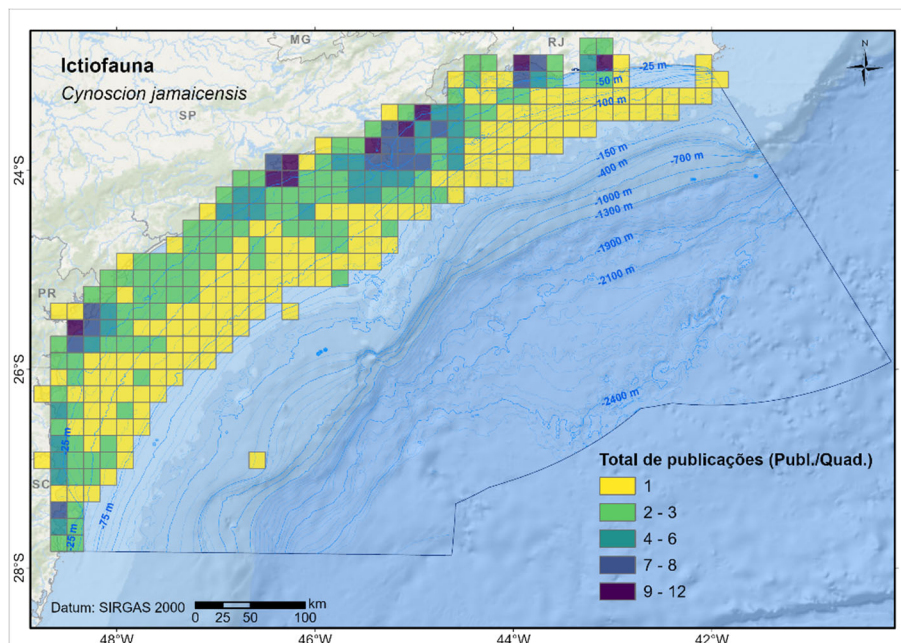 Ictiofauna
Cynoscion jamaicensis
MG
RJ
SP
PR
SC
N
-25 m
-50 m
100 m
-150 m
-400 m
-700 m
-1000 m
-1300 m
-1900 m
-2100 m
-2400 m
-25 m
-75 m
-25 m
24°S
26°S
28°S
Total de publicações (Publ./Quad.)
1
2 - 3
4 - 6
7 - 8
9 - 12
Datum: SIRGAS 2000
km
0 25 50 100
48°W
46°W
44°W
42°W